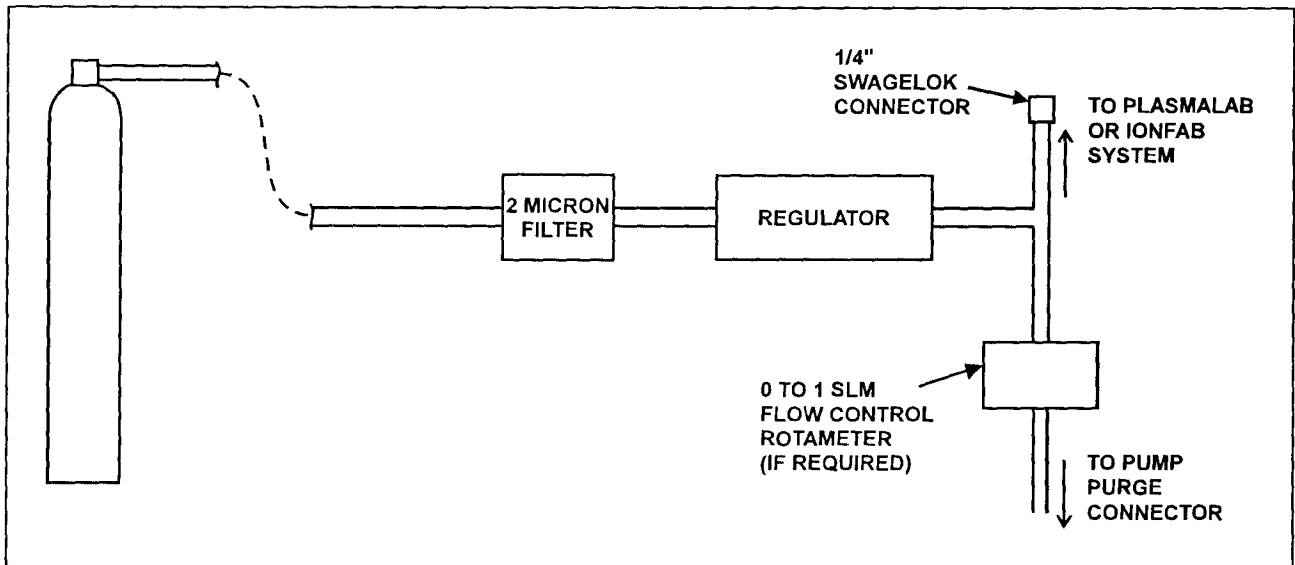 1/4"
SWAGELOK
CONNECTOR
TO PLASMALAB
OR IONFAB
SYSTEM
2 MICRON
FILTER
REGULATOR
0 TO 1 SLM
FLOW CONTROL
ROTAMETER
(IF REQUIRED)
TO PUMP
PURGE
CONNECTOR